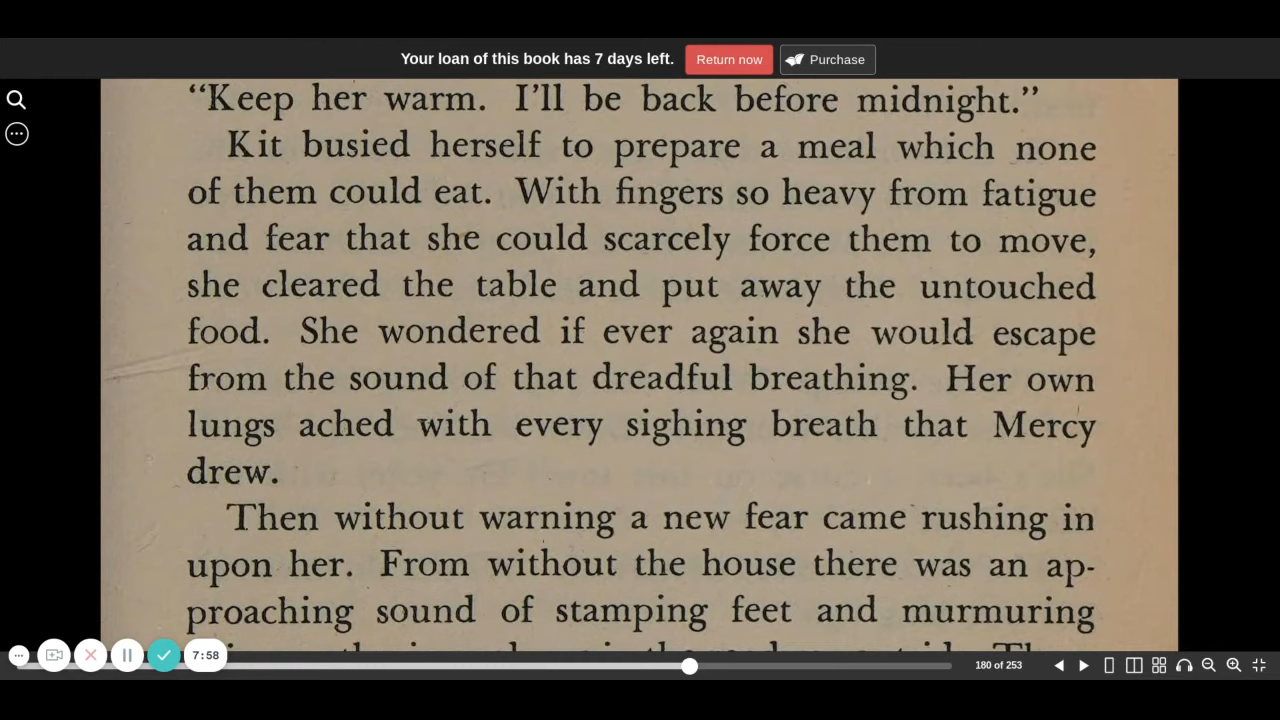 Your loan of this book has 7 days left. Return now Purchase
“Keep her warm. I’ll be back before midnight.”
Kit busied herself to prepare a meal which none
of them could eat. With fingers so heavy from fatigue
and fear that she could scarcely force them to move,
she cleared the table and put away the untouched
food. She wondered if ever again she would escape
from the sound of that dreadful breathing. Her own
lungs ached with every sighing breath that Mercy
drew.
Then without warning a new fear came rushing in
upon her. From without the house there was an ap-
proaching sound of stamping feet and murmuring
7:58
180 of 253